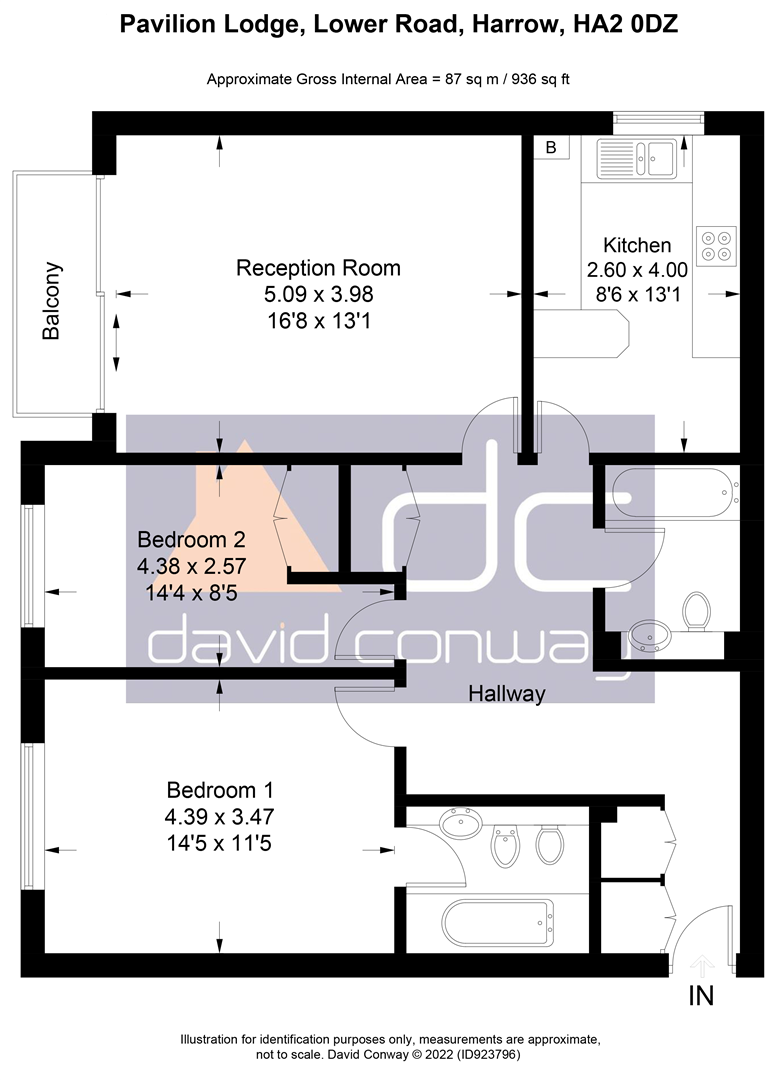 Pavilion Lodge, Lower Road, Harrow, HA2 0DZ
Approximate Gross Internal Area = 87 sq m / 936 sq ft
B
Balcony
Reception Room
5.09 x 3.98
16'8 x 13'1
Kitchen
2.60 x 4.00
8'6 x 13'1
dc
Bedroom 2
4.38 x 2.57
14'4 x 8'5
david conway
Hallway
Bedroom 1
4.39 x 3.47
14'5 x 11'5
IN
Illustration for identification purposes only, measurements are approximate,
not to scale. David Conway © 2022 (ID923796)